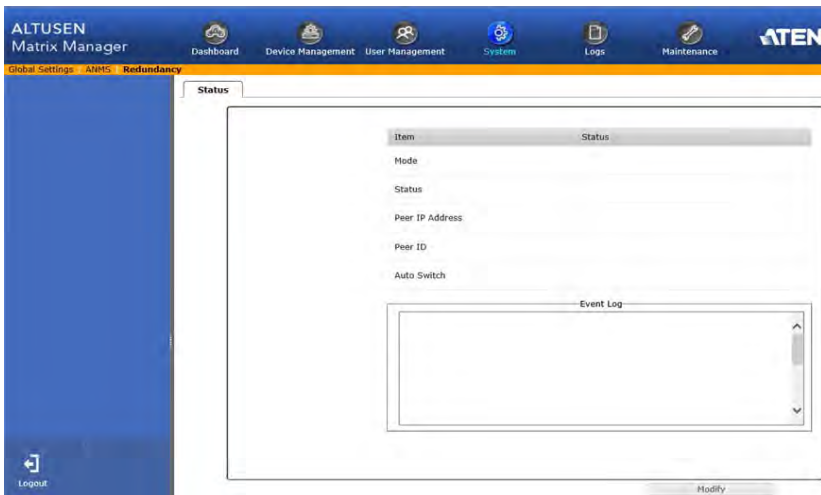 ALTUSEN
Matrix Manager
Dashboard Device Management User Management System Logs Maintenance
ATEN
Global Settings ANMS Redundancy
Status
Item Status
Mode
Status
Peer IP Address
Peer ID
Auto Switch
Event Log
Logout
Modify